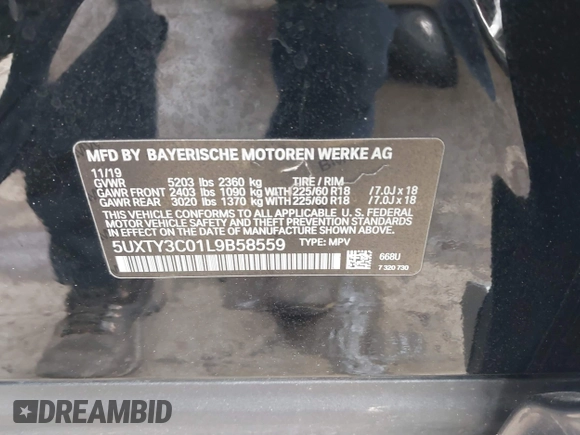 MFD BY BAYERISCHE MOTOREN WERKE AG
11/19
GVWR 5203 lbs 2360 kg TIRE / RIM
GAWR FRONT 2403 lbs 1090 kg WITH 225/60 R18 /7.0J x 18
GAWR REAR 3020 lbs 1370 kg WITH 225/60 R18 /7.0J x 18
THIS VEHICLE CONFORMS TO ALL APPLICABLE U.S. FEDERAL
MOTOR VEHICLE SAFETY AND THEFT PREVENTION STANDARDS
IN EFFECT ON THE DATE OF MANUFACTURE SHOWN ABOVE.
5UXTY3C01L9B58559 TYPE: MPV
668U
7 320 730
DREAMBID